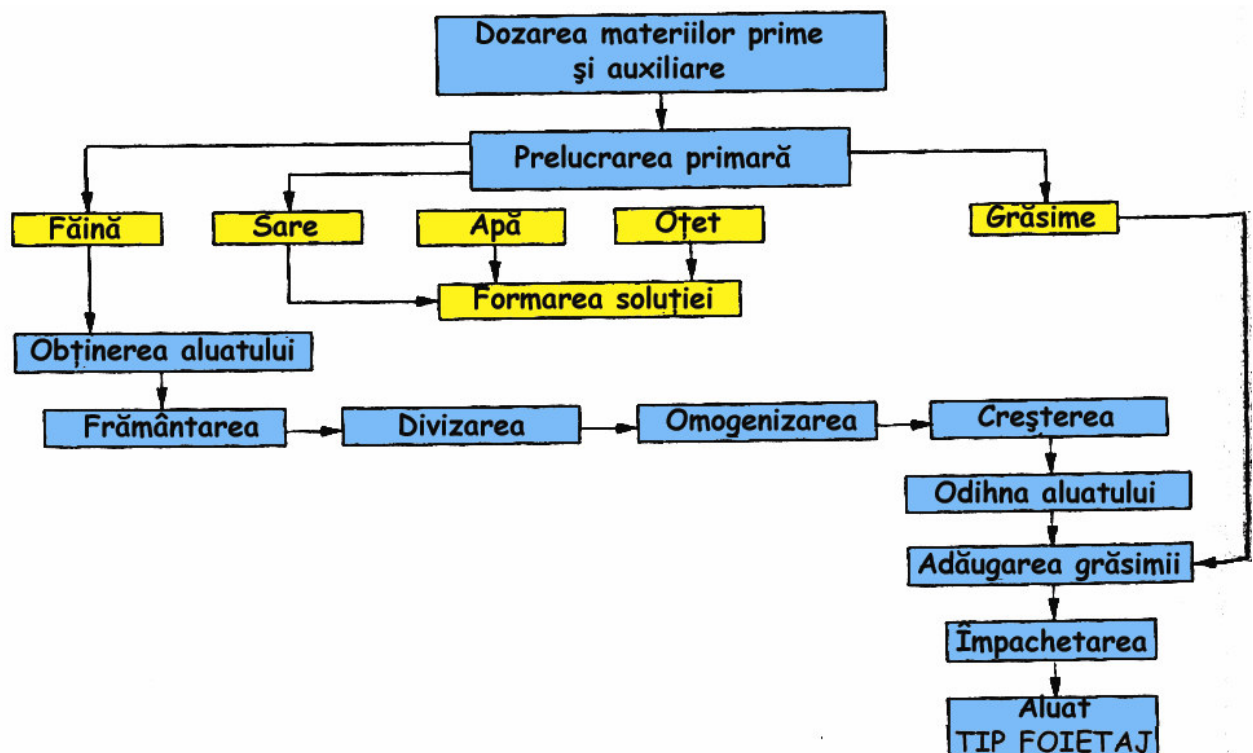 Dozarea materiilor prime
şi auxiliare
Prelucrarea primară
Făină
Sare
Apă
Oţet
Grăsime
Formarea soluţiei
Obţinerea aluatului
Frământarea
Divizarea
Omogenizarea
Creşterea
Odihna aluatului
Adăugarea grăsimii
Împachetarea
Aluat
TIP FOIETAJ